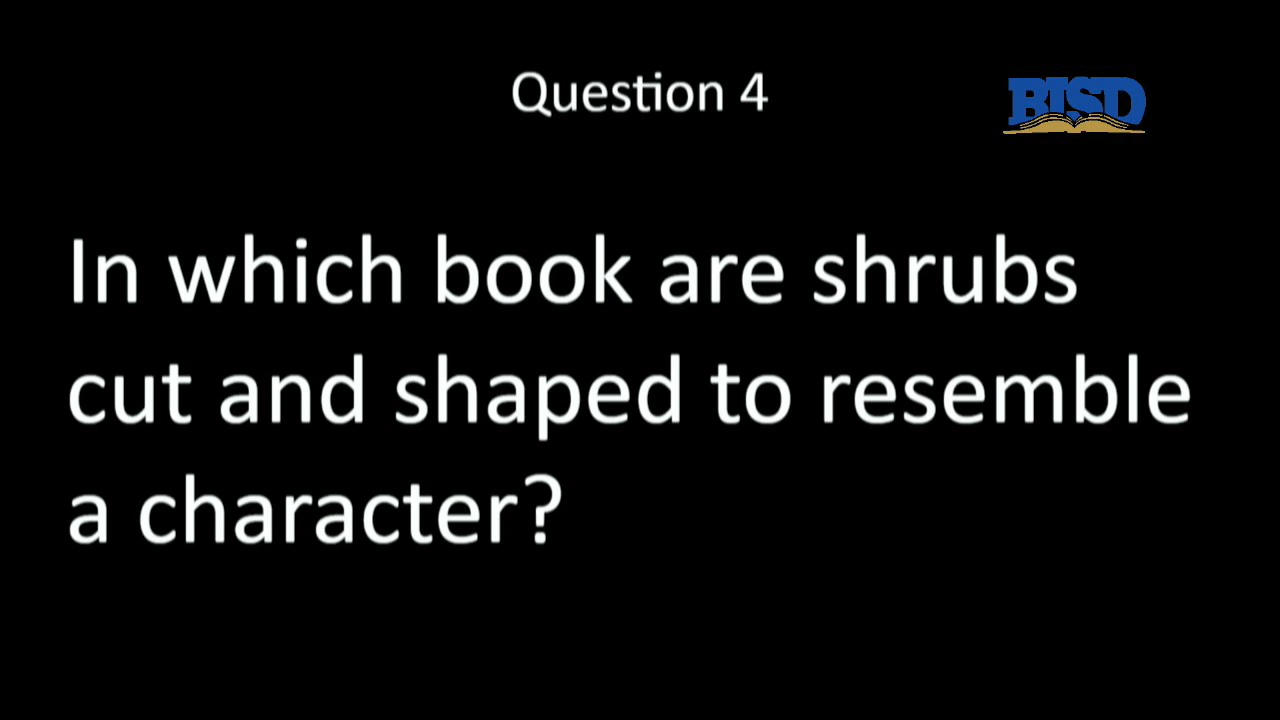 Question 4
BISD
In which book are shrubs
cut and shaped to resemble
a character?